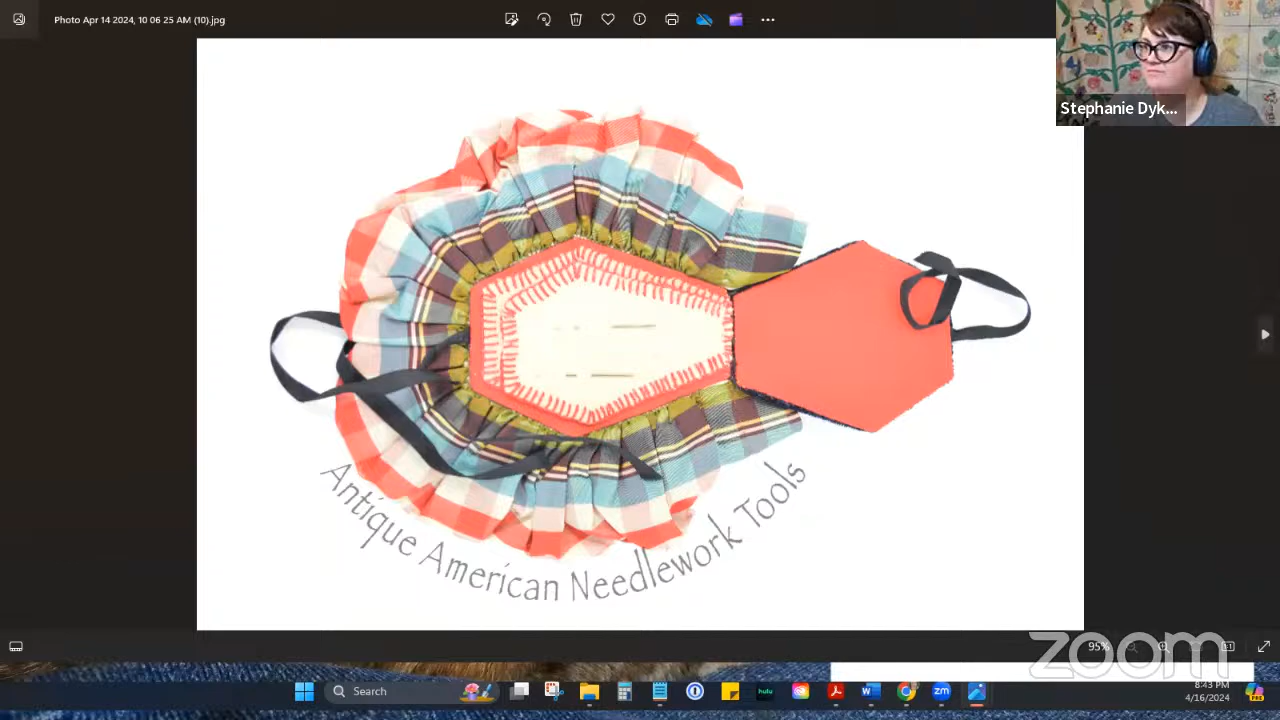 Photo Apr 14 2024, 10 06 25 AM (10).jpg
Stephanie Dyk...
Antique American Needlework Tools
95%
zoom
Search
hulu
zm
8:43 PM
4/16/2024